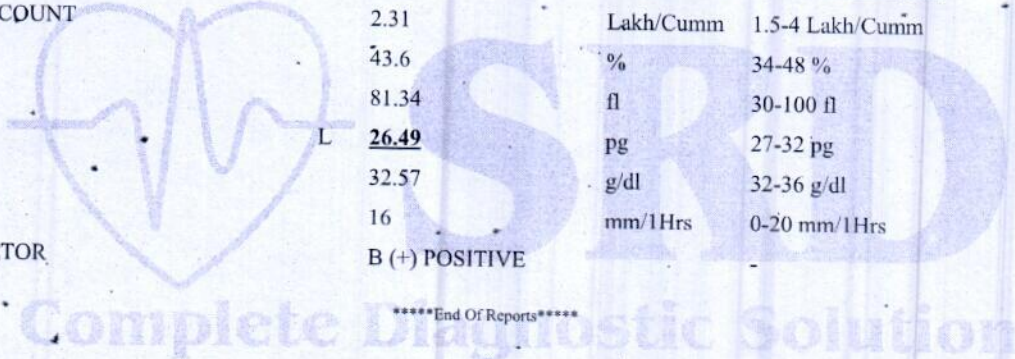 COUNT 2.31 Lakh/Cumm 1.5-4 Lakh/Cumm
43.6 % 34-48 %
81.34 fl 30-100 fl
L 26.49 pg 27-32 pg
32.57 g/dl 32-36 g/dl
16 mm/1Hrs 0-20 mm/1Hrs
TOR B (+) POSITIVE -
*****End Of Reports*****
SRD
Complete Diagnostic Solution